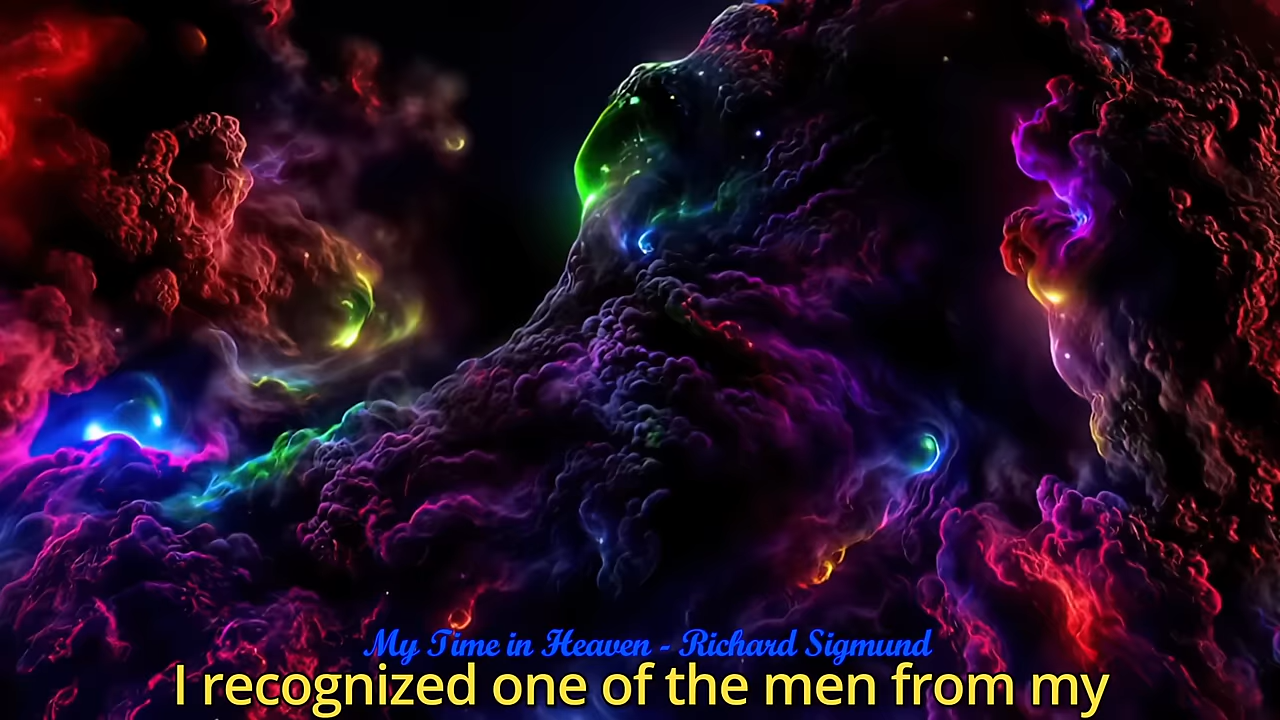 My Time in Heaven - Richard Sigmund
I recognized one of the men from my